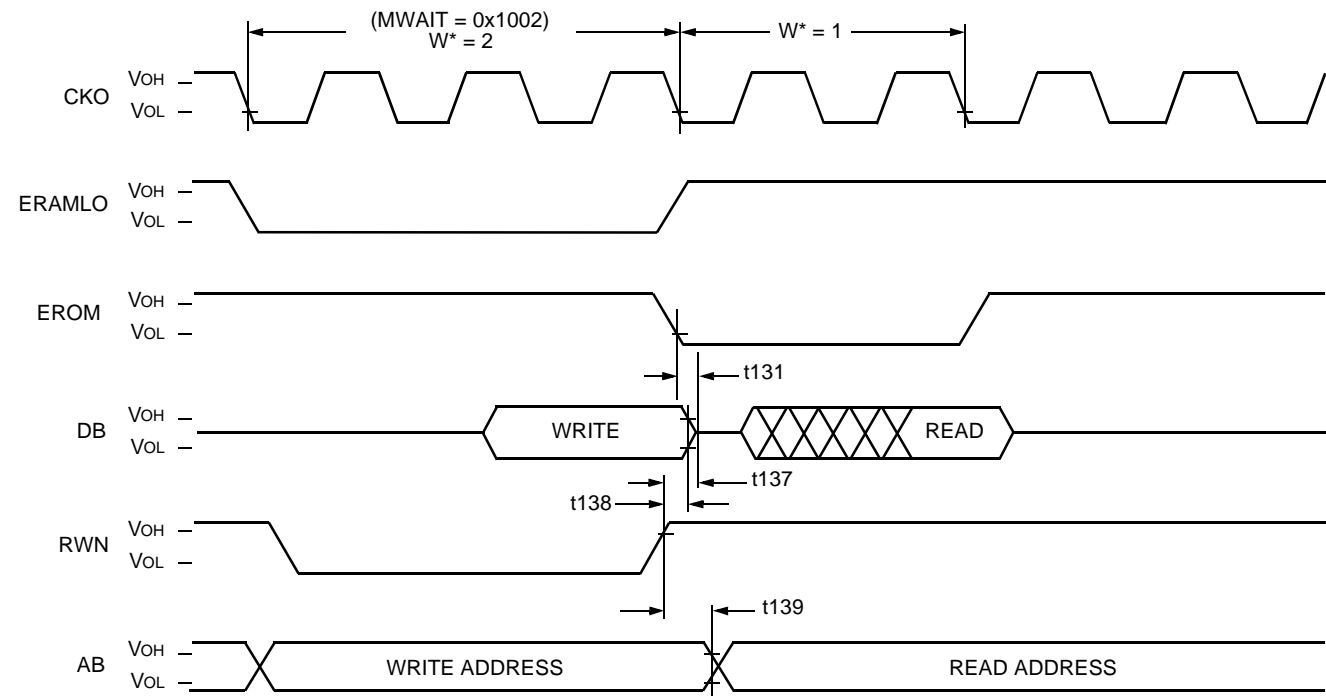 (MWAIT = 0x1002)
W* = 2
W* = 1
CKO
VOH
VOL
ERAMLO
VOH
VOL
EROM
VOH
VOL
t131
DB
VOH
VOL
WRITE
READ
t137
t138
RWN
VOH
VOL
t139
AB
VOH
VOL
WRITE ADDRESS
READ ADDRESS